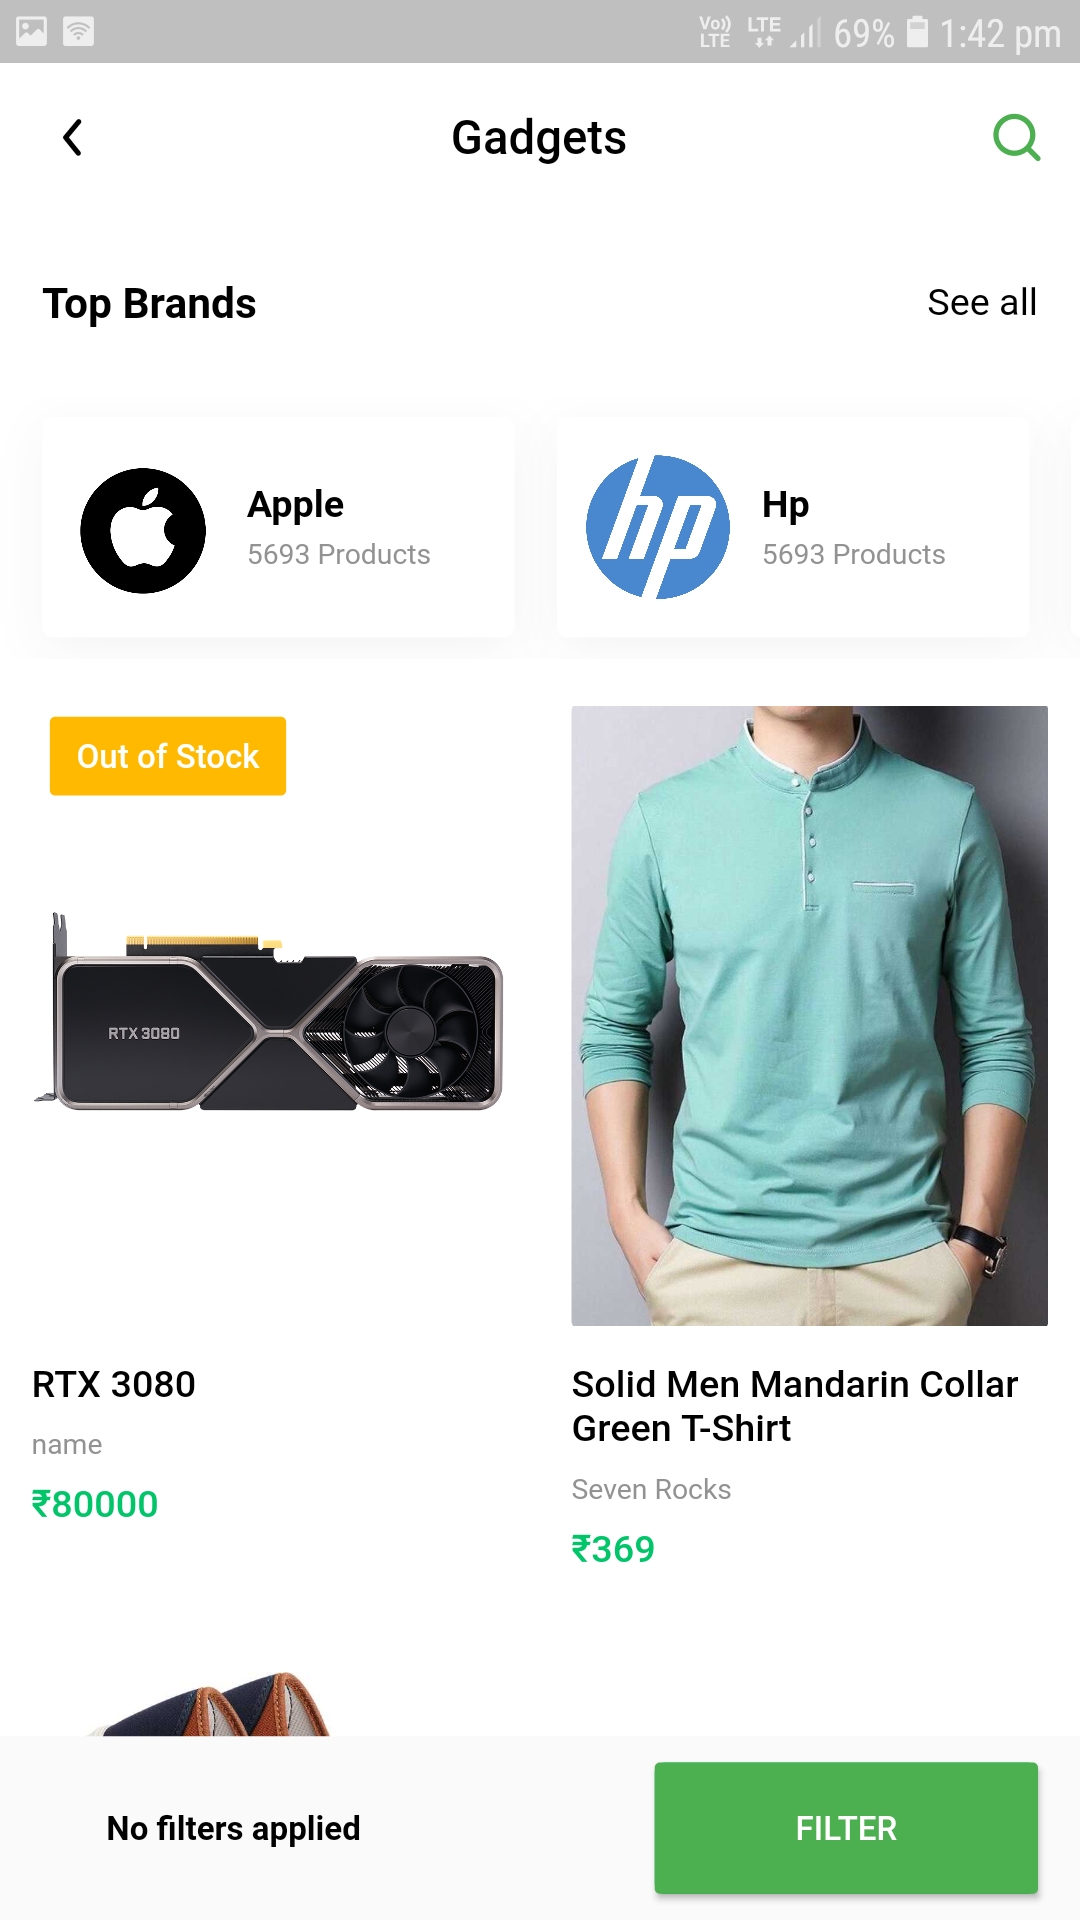 Vo)) LTE LTE 69% 1:42 pm
Gadgets
Top Brands
See all
Apple
5693 Products
hp
Hp
5693 Products
Out of Stock
RTX 3080
RTX 3080
name
₹80000
Solid Men Mandarin Collar
Green T-Shirt
Seven Rocks
₹369
No filters applied
FILTER